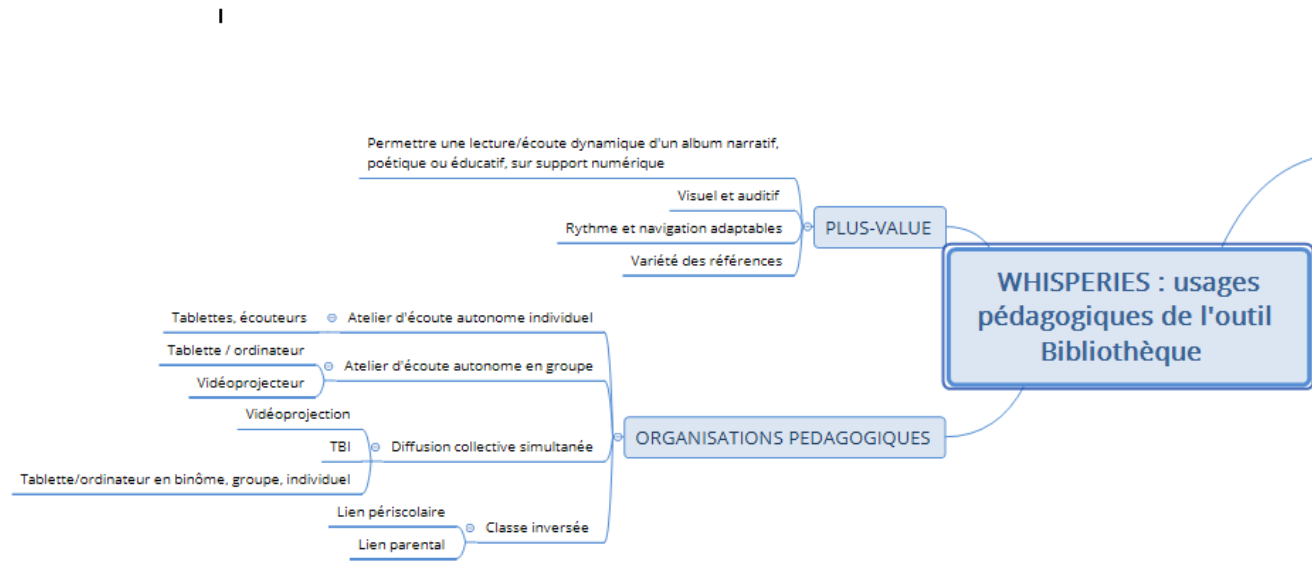 Permettre une lecture/écoute dynamique d'un album narratif,
poétique ou éducatif, sur support numérique
Visuel et auditif
Rythme et navigation adaptables
Variété des références
PLUS-VALUE
WHISPERIES : usages
pédagogiques de l'outil
Bibliothèque
Tablettes, écouteurs
Atelier d'écoute autonome individuel
Tablette / ordinateur
Vidéoprojecteur
Atelier d'écoute autonome en groupe
Vidéoprojection
TBI
Tablette/ordinateur en binôme, groupe, individuel
Diffusion collective simultanée
Lien périscolaire
Lien parental
Classe inversée
ORGANISATIONS PEDAGOGIQUES